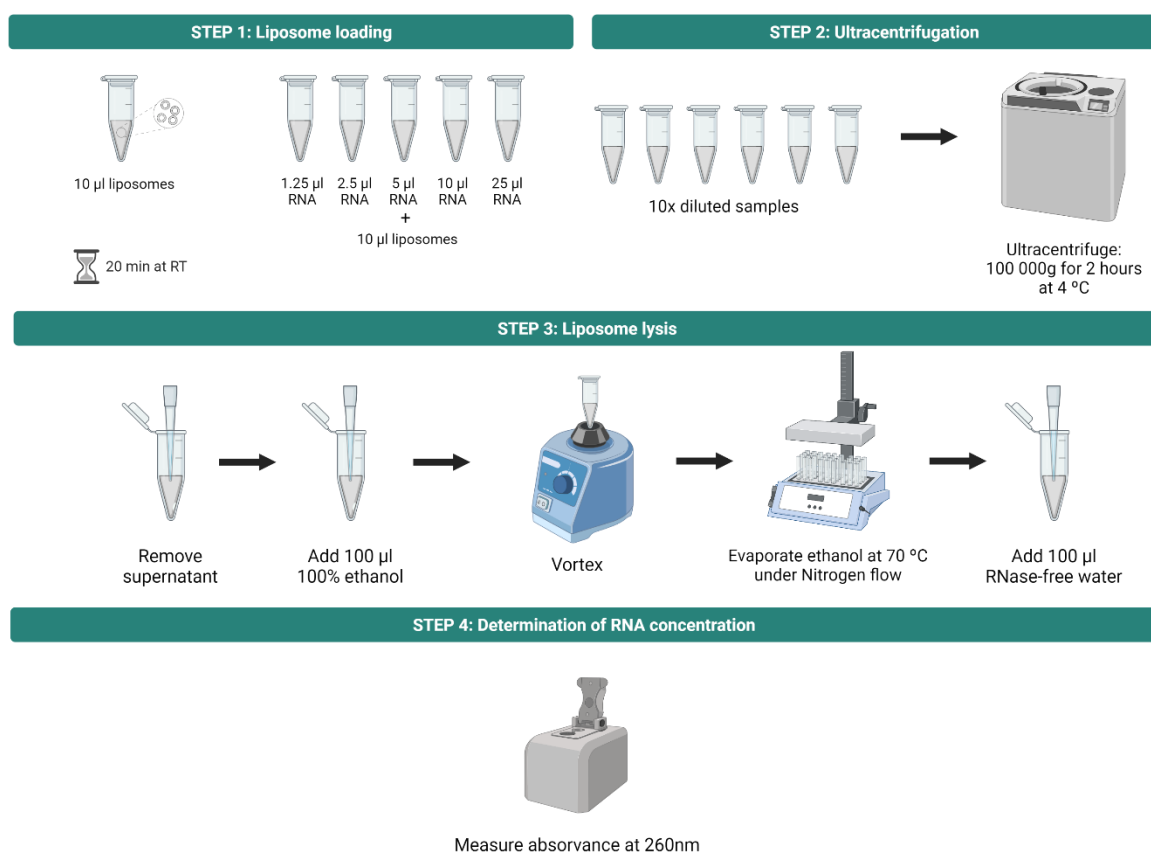 STEP 1: Liposome loading
STEP 2: Ultracentrifugation
10 µl liposomes
1.25 µl
RNA
2.5 µl
RNA
5 µl
RNA
10 µl
RNA
25 µl
RNA
+
10 µl liposomes
20 min at RT
10x diluted samples
Ultracentrifuge:
100 000g for 2 hours
at 4 ºC
STEP 3: Liposome lysis
Remove
supernatant
Add 100 µl
100% ethanol
Vortex
Evaporate ethanol at 70 ºC
under Nitrogen flow
Add 100 µl
RNase-free water
STEP 4: Determination of RNA concentration
Measure absorvance at 260nm